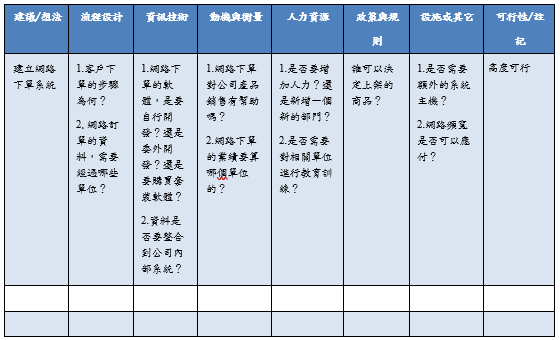 建議/想法
流程設計
資訊技術
動機與衡量
人力資源
政策與規
則
設施或其它
可行性/註
記
建立網路
下單系統
1.客戶下
單的步驟
為何？
2. 網路訂
單的資
料，需要
經過哪些
單位？
1.網路下
單的軟
體，是要
自行開
發？還是
委外開
發？還是
要購買套
裝軟體？
2.資料是
否要整合
到公司內
部系統？
1.網路下單
對公司產品
銷售有幫助
嗎？
2.網路下單
的業績要算
哪個單位
的？
1.是否要增
加人力？還
是新增一個
新的部門？
2.是否需要
對相關單位
進行教育訓
練？
誰可以決
定上架的
商品？
1.是否需要
額外的系統
主機？
2.網路頻寬
是否可以應
付？
高度可行